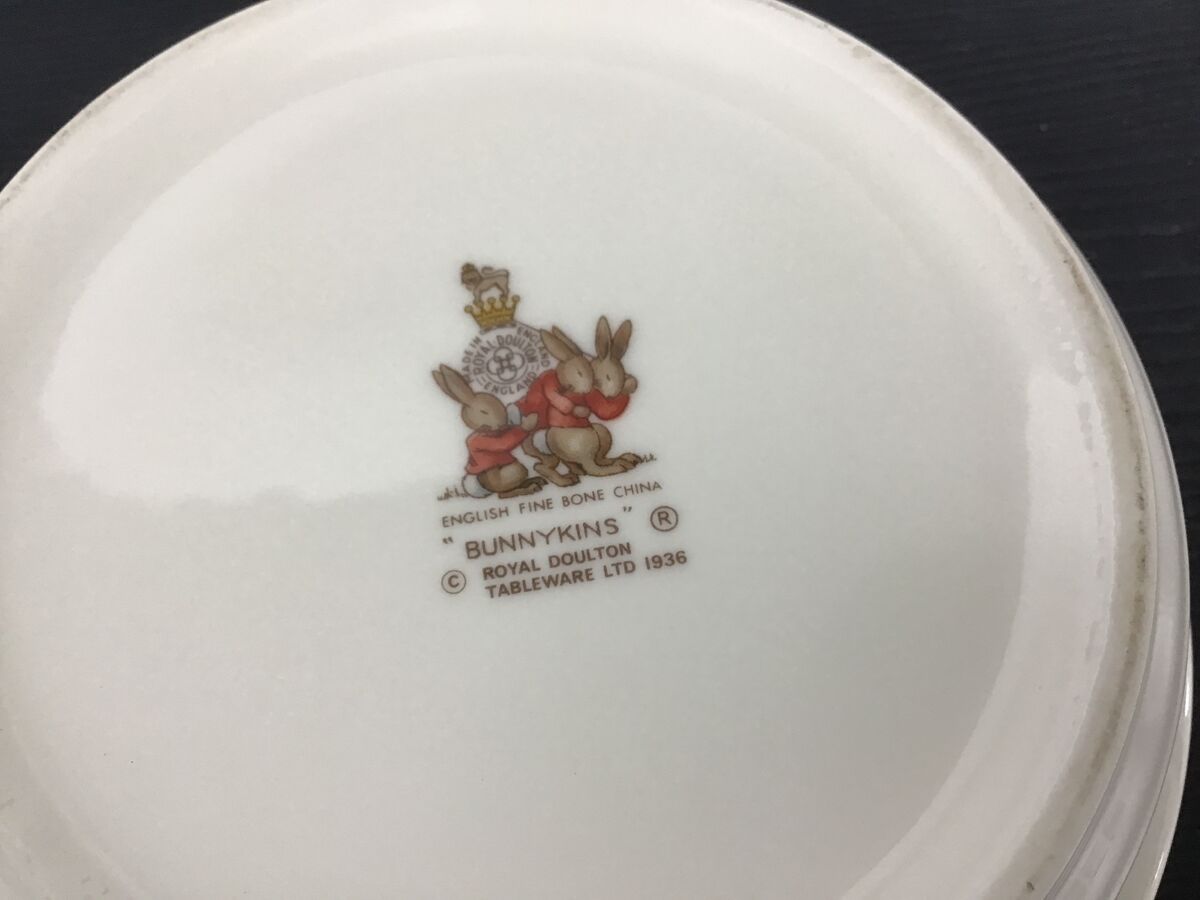 MADE IN ENGLAND
ROYAL DOULTON
ENGLAND
ENGLISH FINE BONE CHINA
"BUNNYKINS" ®
© ROYAL DOULTON
TABLEWARE LTD 1936